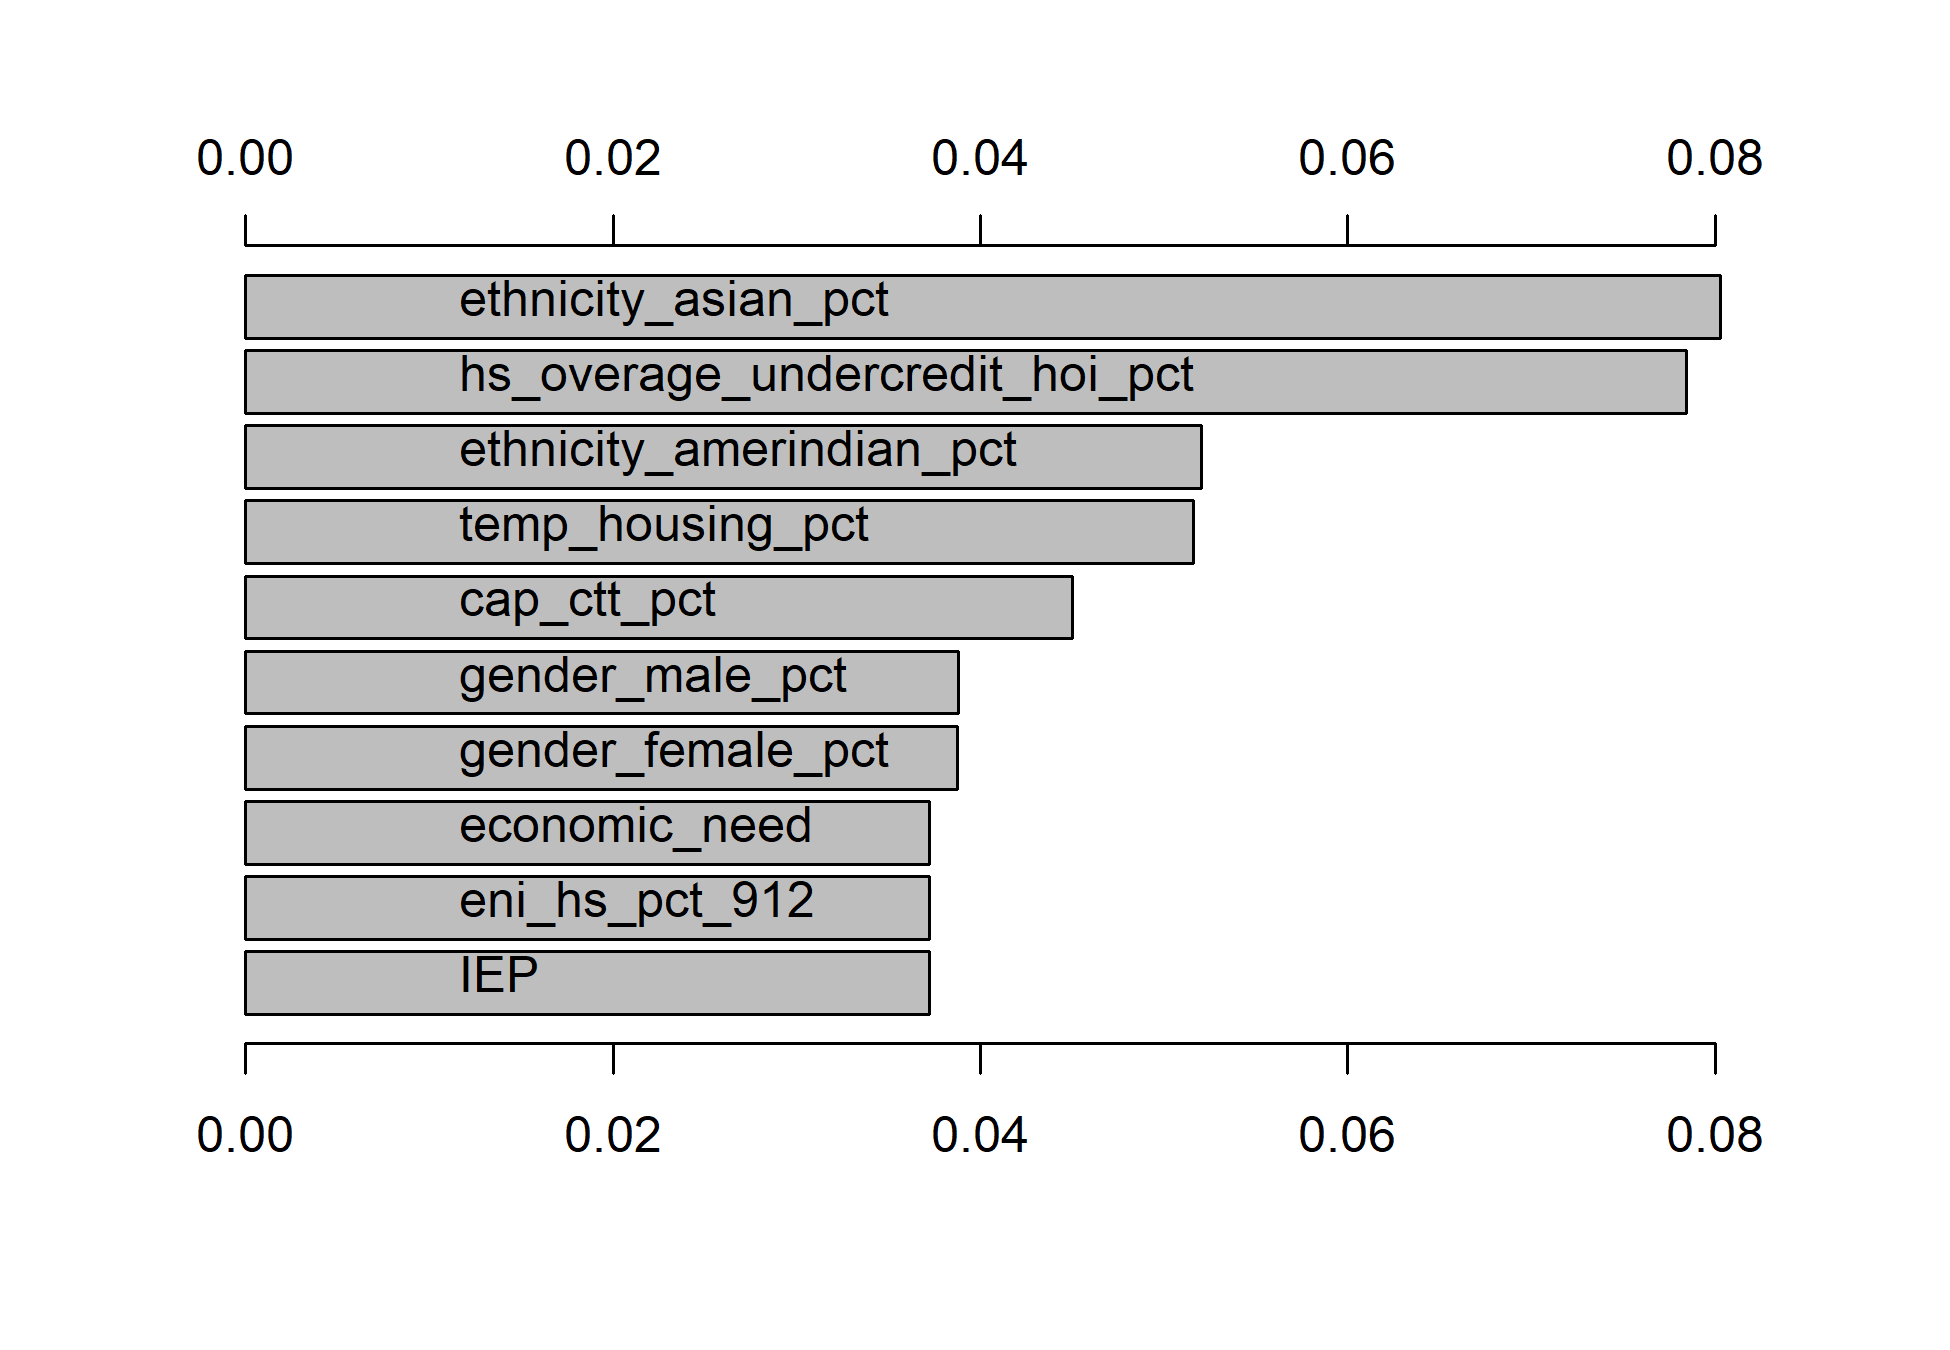 0.00 0.02 0.04 0.06 0.08
ethnicity_asian_pct
hs_overage_undercredit_hoi_pct
ethnicity_amerindian_pct
temp_housing_pct
cap_ctt_pct
gender_male_pct
gender_female_pct
economic_need
eni_hs_pct_912
IEP
0.00 0.02 0.04 0.06 0.08